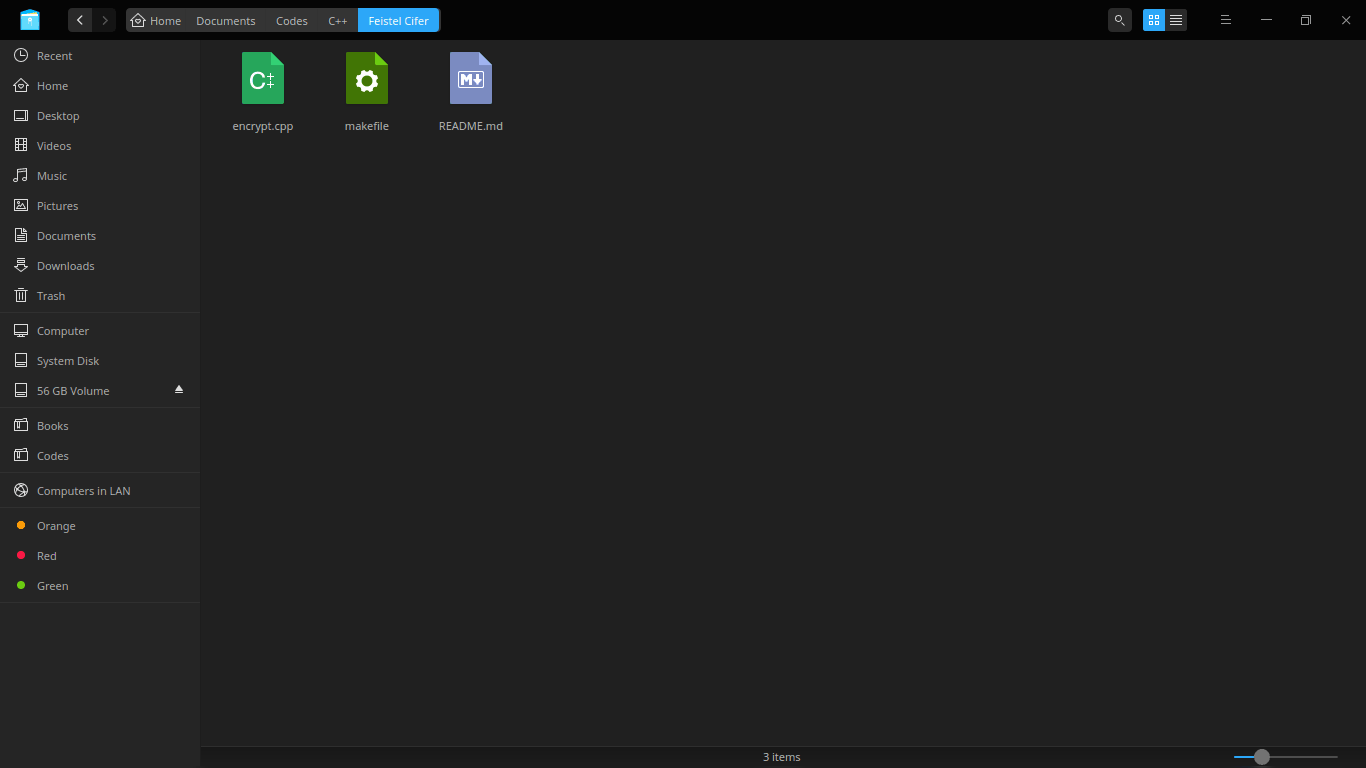 Home Documents Codes C++ Feistel Cifer
Recent
Home
Desktop
Videos
Music
Pictures
Documents
Downloads
Trash
Computer
System Disk
56 GB Volume
Books
Codes
Computers in LAN
Orange
Red
Green
C++
M
encrypt.cpp makefile README.md
3 items